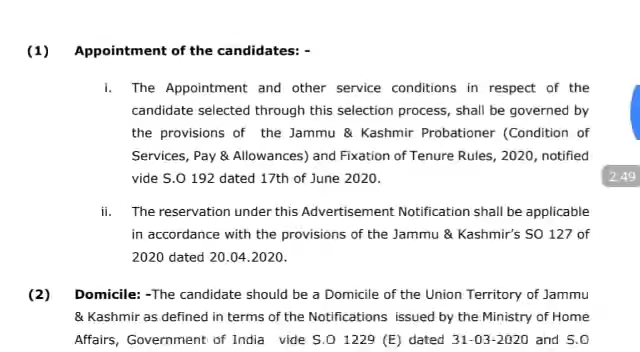 (1) Appointment of the candidates: -
i. The Appointment and other service conditions in respect of the
candidate selected through this selection process, shall be governed by
the provisions of the Jammu & Kashmir Probationer (Condition of
Services, Pay & Allowances) and Fixation of Tenure Rules, 2020, notified
vide S.O 192 dated 17th of June 2020.
2.49
ii. The reservation under this Advertisement Notification shall be applicable
in accordance with the provisions of the Jammu & Kashmir's SO 127 of
2020 dated 20.04.2020.
(2) Domicile: -The candidate should be a Domicile of the Union Territory of Jammu
& Kashmir as defined in terms of the Notifications issued by the Ministry of Home
Affairs, Government of India vide S.O 1229 (E) dated 31-03-2020 and S.O